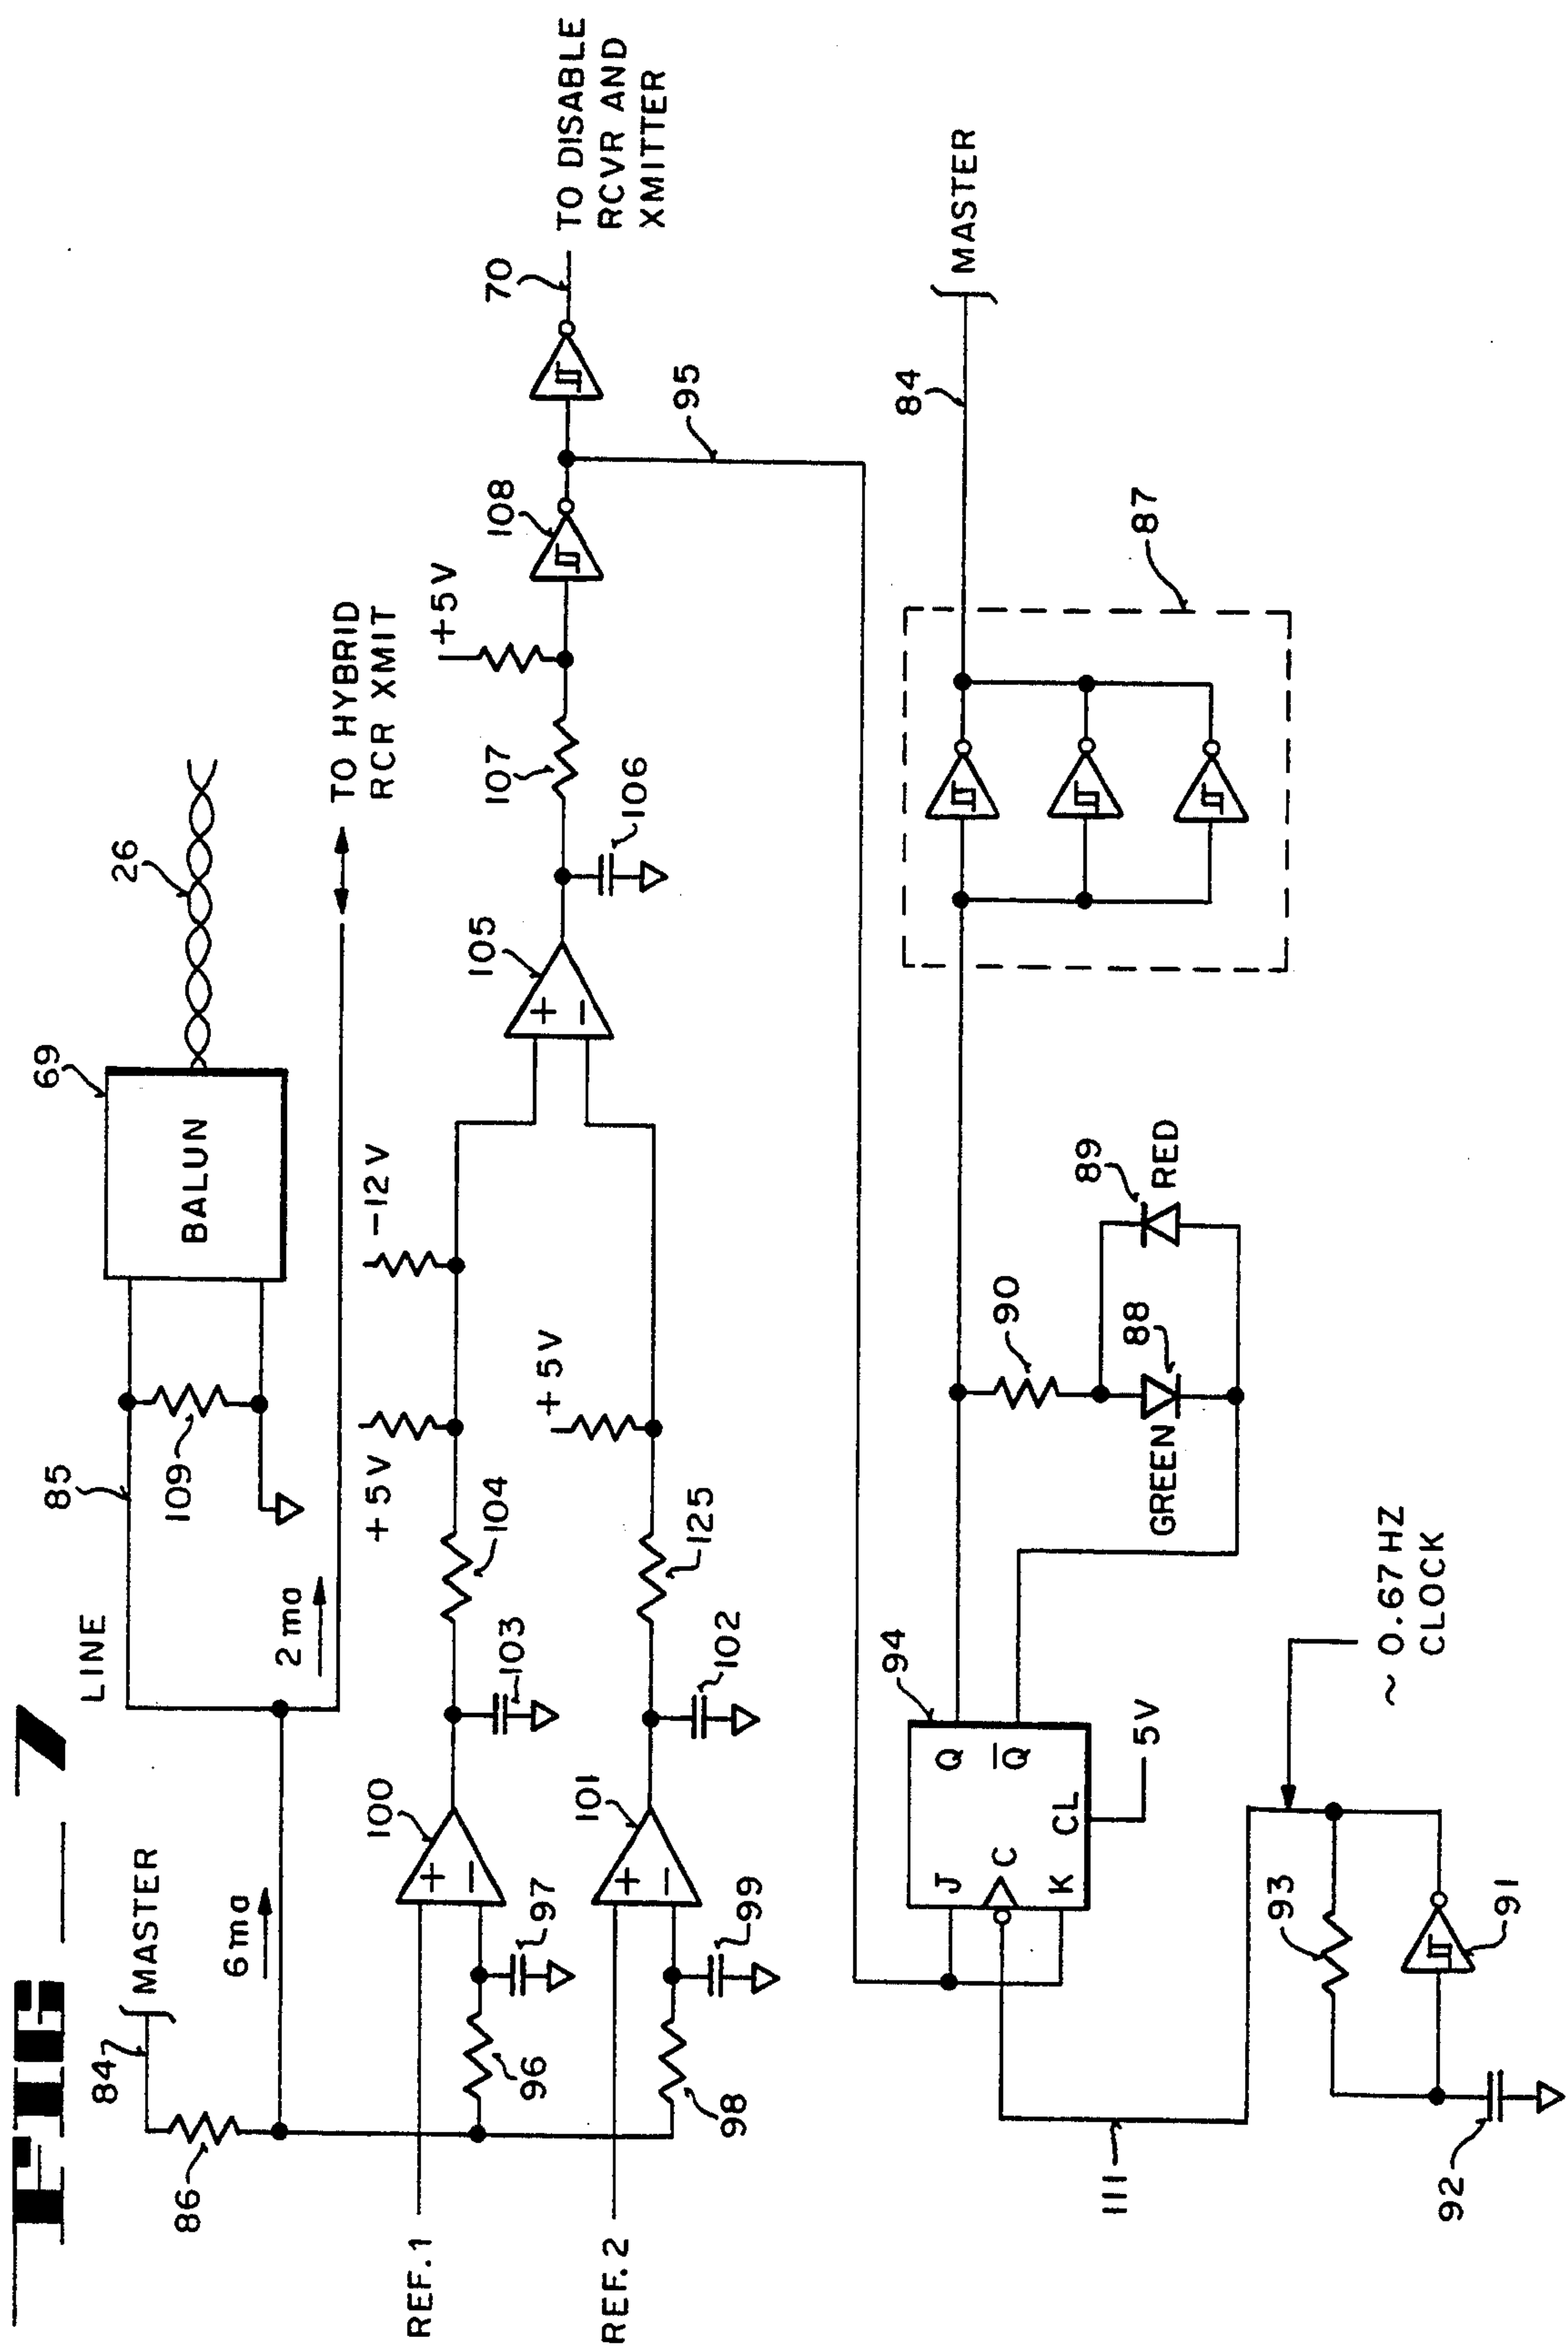 FIG 7
84
MASTER
86
6 ma
LINE
2 ma
85
109
69
BALUN
26
TO HYBRID
RCR XMIT
REF. 1
REF. 2
96
97
98
99
100
101
+
−
+
−
103
102
104
125
+5V
−12V
+5V
105
+
−
106
107
+5V
108
70
TO DISABLE
RCVR AND
XMITTER
95
94
J
C
K
Q
Q̅
CL
5V
90
GREEN
88
89
RED
87
84
MASTER
111
92
93
91
~ 0.67HZ
CLOCK